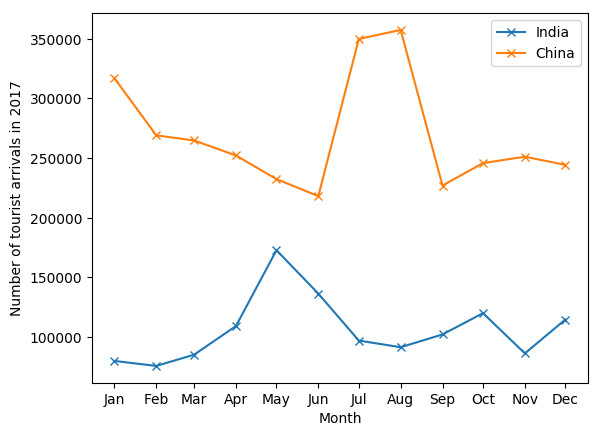 India
China
Number of tourist arrivals in 2017
350000
300000
250000
200000
150000
100000
Jan Feb Mar Apr May Jun Jul Aug Sep Oct Nov Dec
Month